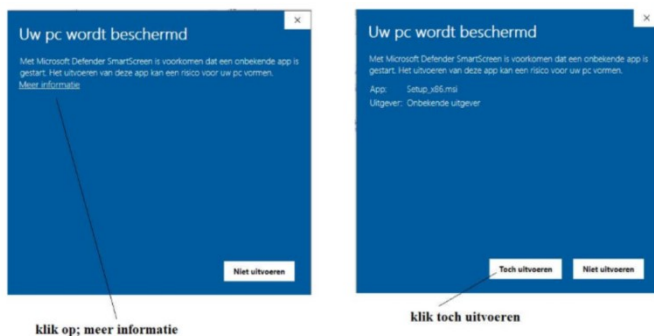 Uw pc wordt beschermd
Met Microsoft Defender SmartScreen is voorkomen dat een onbekende app is
gestart. Het uitvoeren van deze app kan een risico voor uw pc vormen.
Meer informatie
Niet uitvoeren
klik op; meer informatie
Uw pc wordt beschermd
Met Microsoft Defender SmartScreen is voorkomen dat een onbekende app is
gestart. Het uitvoeren van deze app kan een risico voor uw pc vormen.
App: Setup_x86.msi
Uitgever: Onbekende uitgever
Toch uitvoeren Niet uitvoeren
klik toch uitvoeren